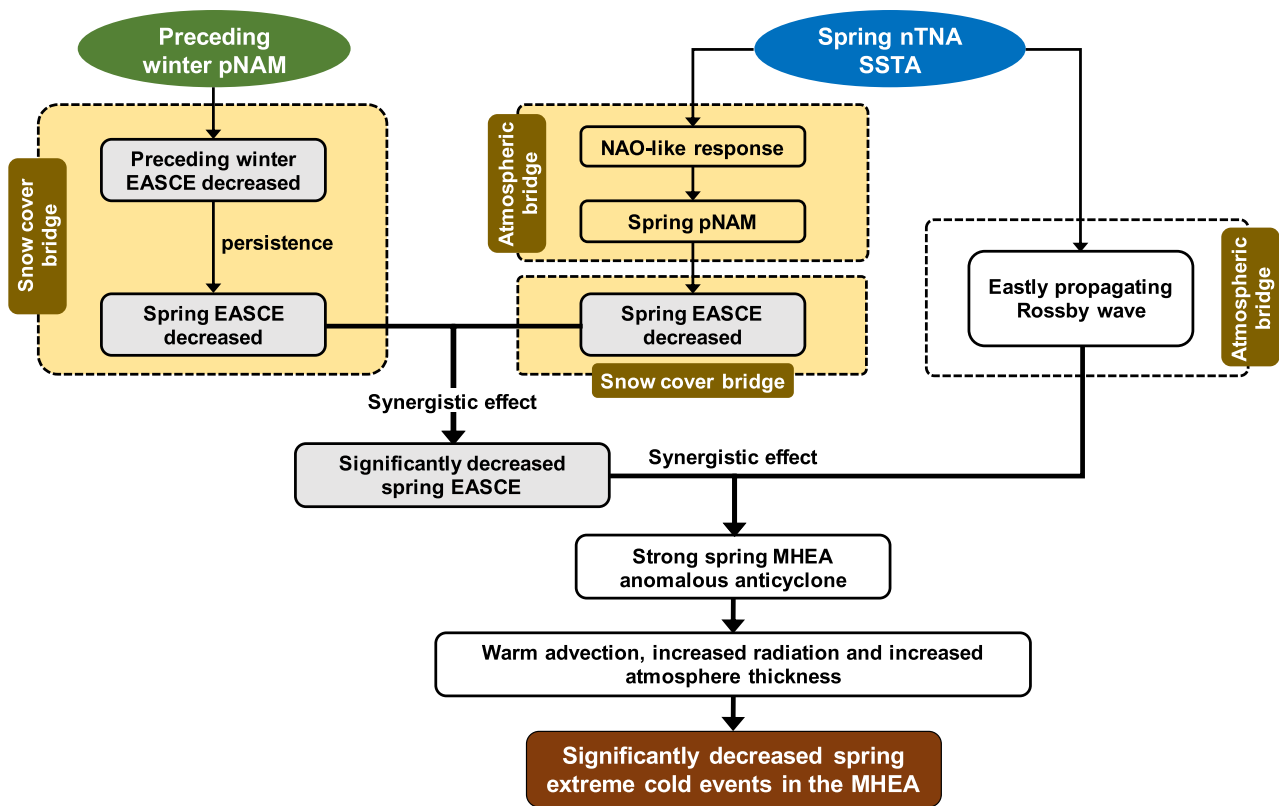 Preceding
winter pNAM
Spring nTNA
SSTA
Snow cover
bridge
Preceding winter
EASCE decreased
persistence
Spring EASCE
decreased
Atmospheric
bridge
NAO-like response
Spring pNAM
Spring EASCE
decreased
Snow cover bridge
Eastly propagating
Rossby wave
Atmospheric
bridge
Synergistic effect
Significantly decreased
spring EASCE
Synergistic effect
Strong spring MHEA
anomalous anticyclone
Warm advection, increased radiation and increased
atmosphere thickness
Significantly decreased spring
extreme cold events in the MHEA